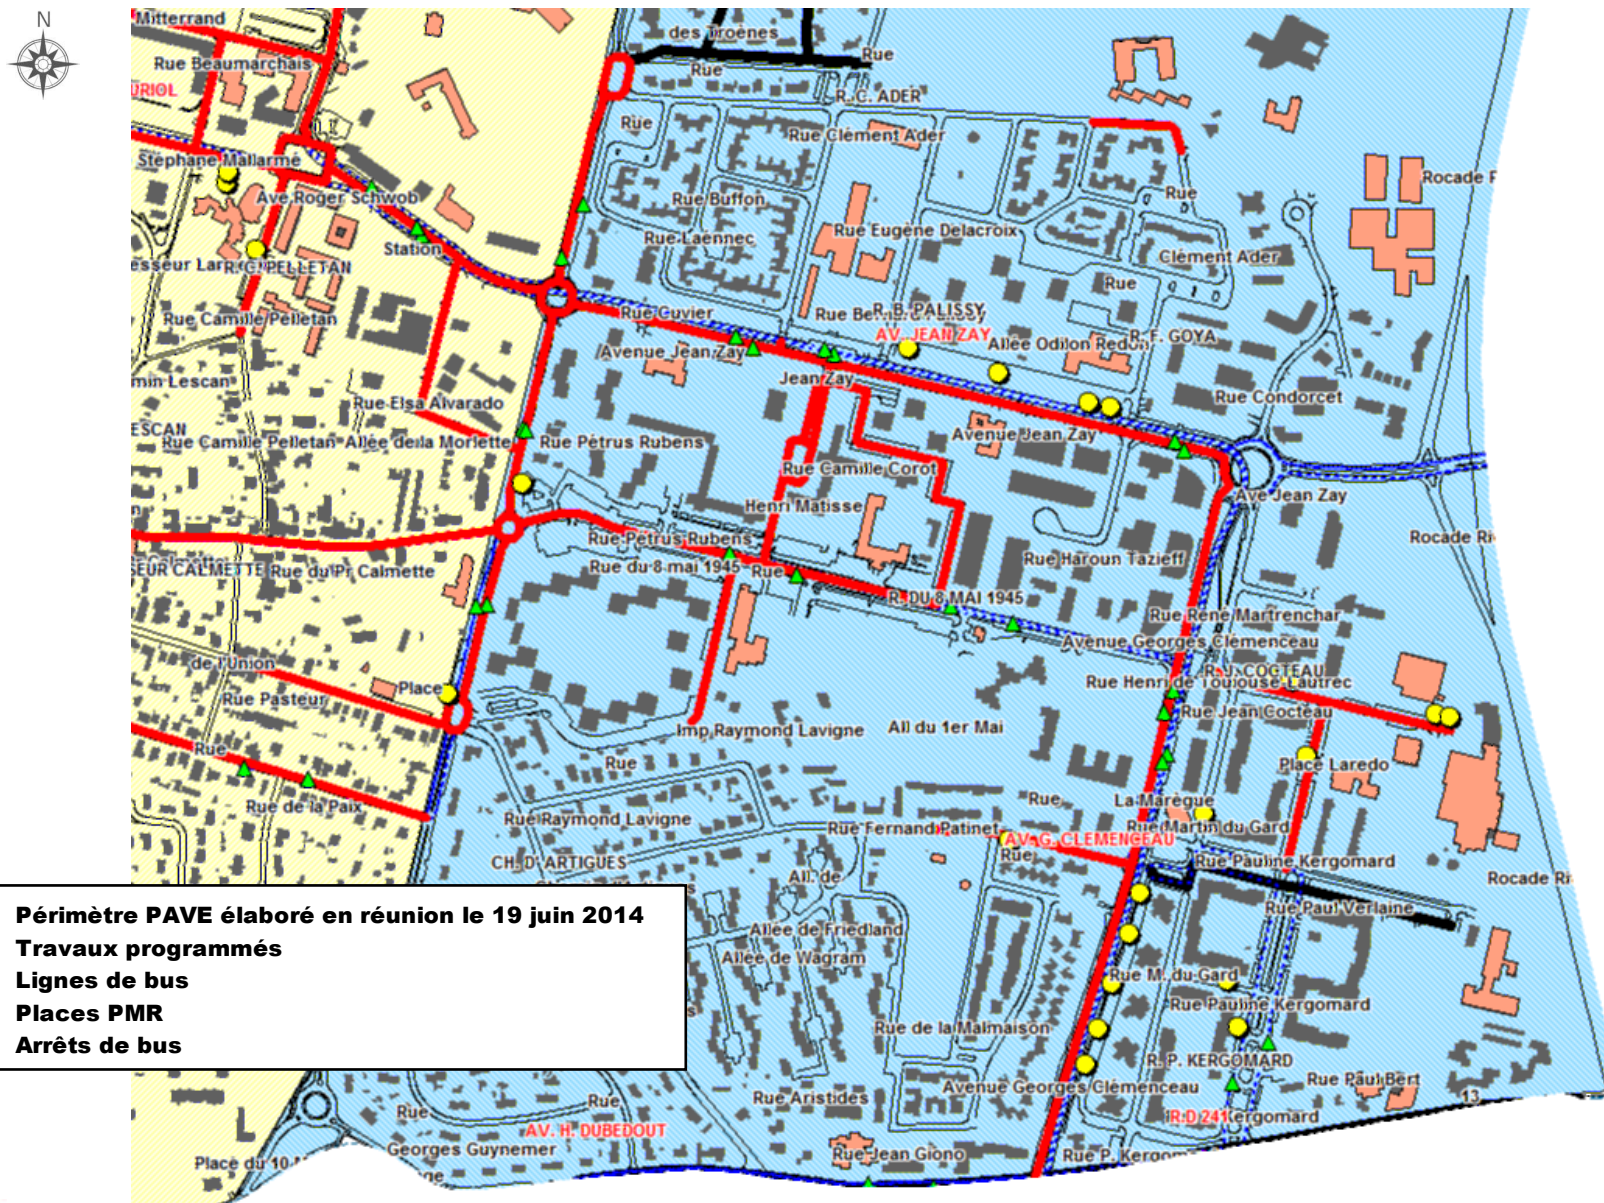 N
Mitterrand
des Troënes
Rue
Rue Beaumarchais
Rue
URIOL
R. C. ADER
Rue
Rue Clément Ader
Stéphane Mallarmé
Rocade
Ave Roger Schwob
Rue Buffon
Rue
Station
Rue Laënnec
Rue Eugène Delacroix
R. C. PELLETAN
Clément Ader
Rue
Rue Camille Pelletan
Rue Cuvier
R. B. PALISSY
AV. JEAN ZAY
Allée Odilon Redon
R. F. GOYA
Avenue Jean Zay
Jean Zay
min Lescan
Rue Elsa Alvarado
Rue Condorcet
ESCAN
Rue Camille Pelletan
Allée de la Morlette
Rue Pétrus Rubens
Avenue Jean Zay
Rue Camille Corot
Ave Jean Zay
Henri Matisse
Rue Pétrus Rubens
Rocade Ri
SEUR CALMETTE
Rue du Pr Calmette
Rue du 8 mai 1945
Rue
Rue Haroun Tazieff
R. DU 8 MAI 1945
Rue René Martrenchar
Avenue Georges Clémenceau
de l'Union
R. J. COCTEAU
Rue Henri de Toulouse Lautrec
Place
Rue Pasteur
Rue Jean Cocteau
Imp Raymond Lavigne
All du 1er Mai
Rue
Rue
Place Laredo
Rue de la Paix
Rue
La Marègue
Rue Raymond Lavigne
Rue Fernand Patinet
Rue Martin du Gard
AV. G. CLEMENCEAU
Rue
CH. D' ARTIGUES
Rue Pauline Kergomard
All. de
Rocade Ri
Rue Paul Verlaine
Périmètre PAVE élaboré en réunion le 19 juin 2014
Travaux programmés
Lignes de bus
Places PMR
Arrêts de bus
Allée de Friedland
Allée de Wagram
Rue M. du Gard
Rue Pauline Kergomard
Rue de la Malmaison
R. P. KERGOMARD
Rue Paul Bert
Avenue Georges Clémenceau
Rue Aristides
13
Rue
Rue
R.D 241
Kergomard
AV. H. DUBEDOUT
Georges Guynemer
Rue Jean Giono
Rue P. Kergom
Place du 10 M